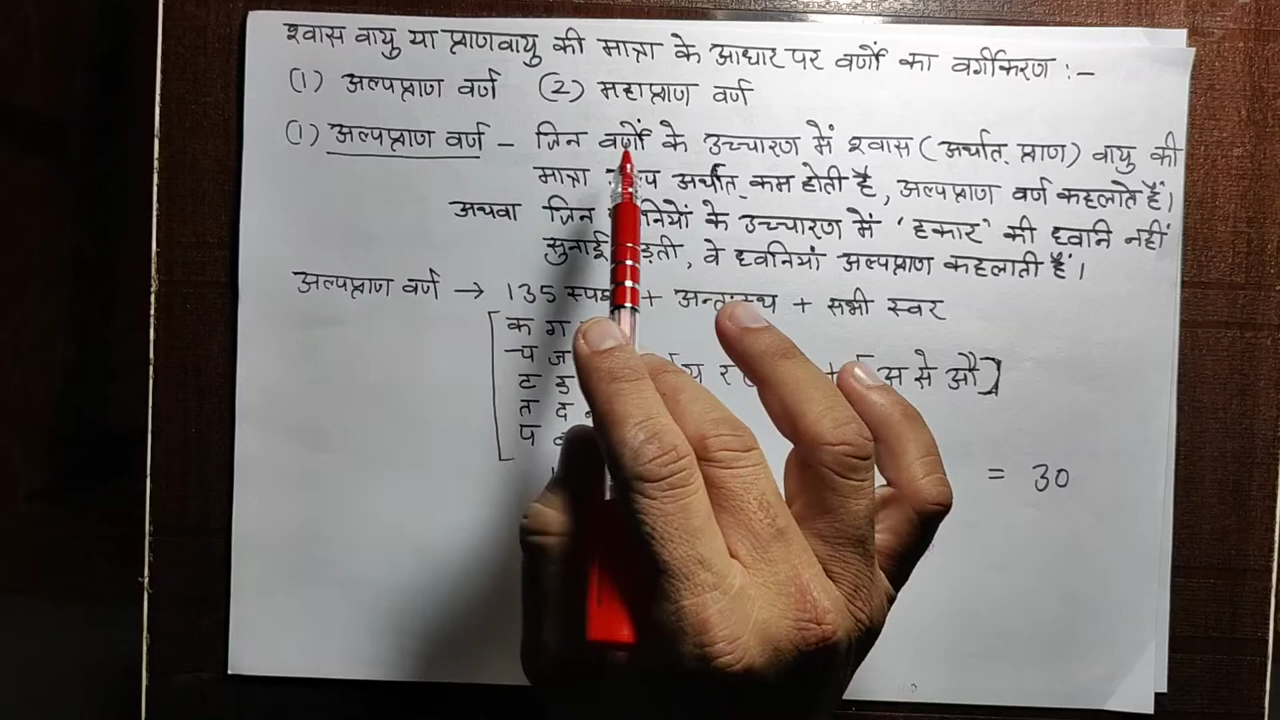 श्वास वायु या प्राणवायु की मात्रा के आधार पर वर्णों का वर्गीकरण :-
(1) अल्पप्राण वर्ण (2) महाप्राण वर्ण
(1) अल्पप्राण वर्ण - जिन वर्णों के उच्चारण में श्वास (अर्थात् प्राण) वायु की
मात्रा अर्थात् कम होती है, अल्पप्राण वर्ण कहलाते हैं।
अथवा जिन के उच्चारण में 'हकार' की ध्वनि नहीं
सुनाई , वे ध्वनियां अल्पप्राण कहलाती हैं।
अल्पप्राण वर्ण → 135 + अन्तःस्थ + सभी स्वर
[ क ग
च ज य र + [अ से औ]
ट ड
त द
प
= 30